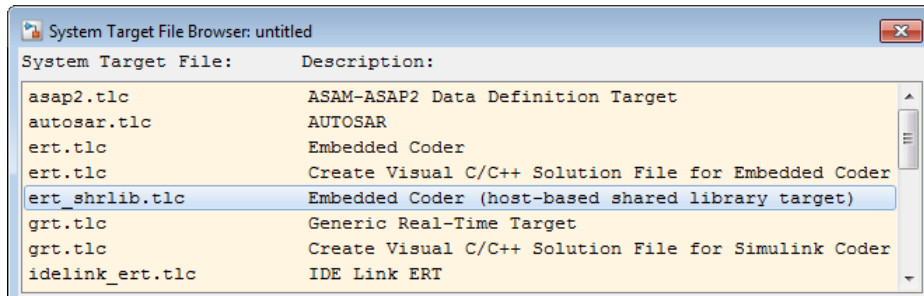 System Target File Browser: untitled
System Target File: Description:
asap2.tlc ASAM-ASAP2 Data Definition Target
autosar.tlc AUTOSAR
ert.tlc Embedded Coder
ert.tlc Create Visual C/C++ Solution File for Embedded Coder
ert_shrlib.tlc Embedded Coder (host-based shared library target)
grt.tlc Generic Real-Time Target
grt.tlc Create Visual C/C++ Solution File for Simulink Coder
idelink_ert.tlc IDE Link ERT